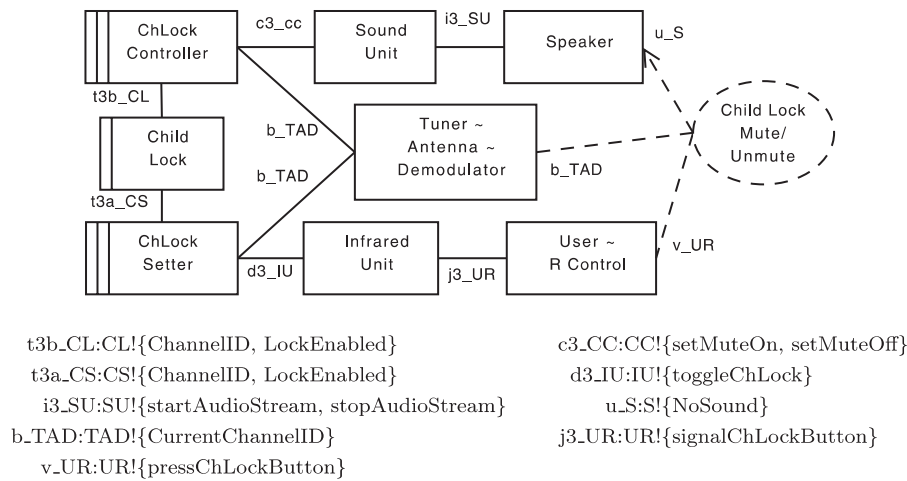 ChLock
Controller
c3_cc
Sound
Unit
i3_SU
Speaker
u_S
t3b_CL
Child
Lock
b_TAD
b_TAD
Tuner ~
Antenna ~
Demodulator
b_TAD
Child Lock
Mute/
Unmute
t3a_CS
ChLock
Setter
d3_IU
Infrared
Unit
j3_UR
User ~
R Control
v_UR
t3b_CL:CL!{ChannelID, LockEnabled}
t3a_CS:CS!{ChannelID, LockEnabled}
i3_SU:SU!{startAudioStream, stopAudioStream}
b_TAD:TAD!{CurrentChannelID}
v_UR:UR!{pressChLockButton}
c3_CC:CC!{setMuteOn, setMuteOff}
d3_IU:IU!{toggleChLock}
u_S:S!{NoSound}
j3_UR:UR!{signalChLockButton}